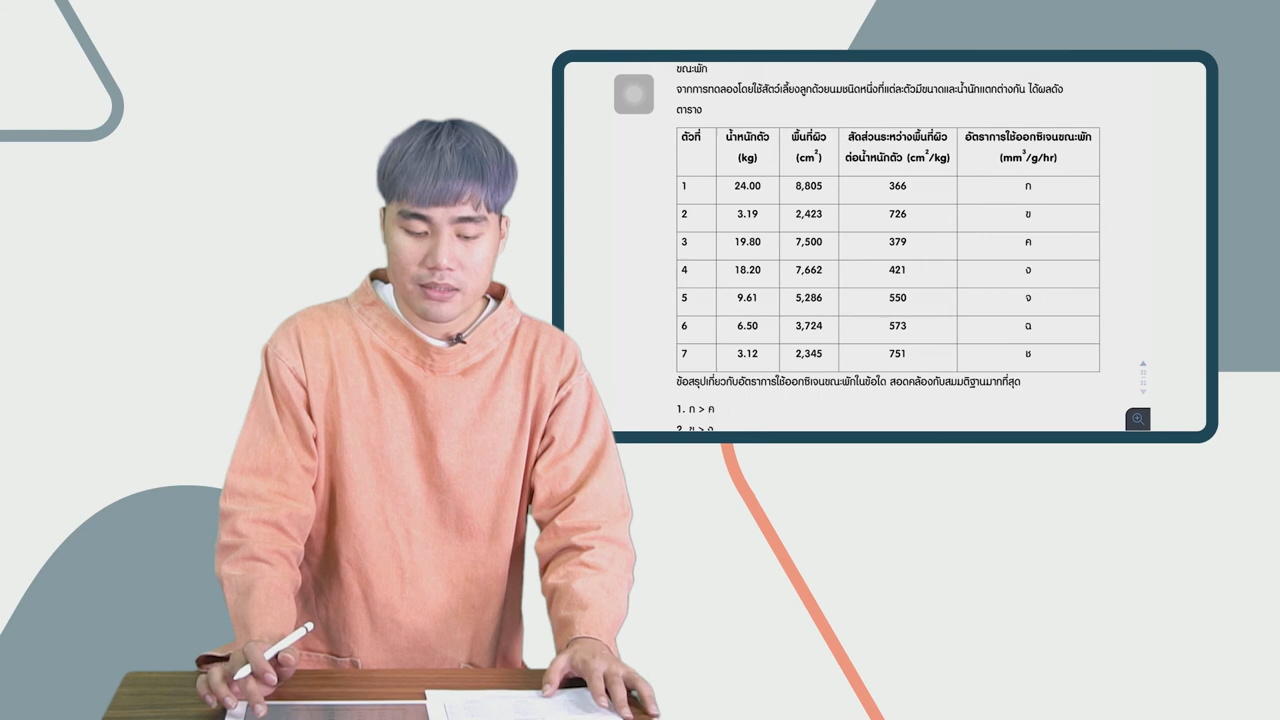 ขณะพัก
จากการทดลองโดยใช้สัตว์เลี้ยงลูกด้วยนมชนิดหนึ่งที่แต่ละตัวมีขนาดและน้ำหนักแตกต่างกัน ได้ผลดัง
ตาราง
ตัวที่ น้ำหนักตัว (kg) พื้นที่ผิว (cm²) สัดส่วนระหว่างพื้นที่ผิวต่อน้ำหนักตัว (cm²/kg) อัตราการใช้ออกซิเจนขณะพัก (mm³/g/hr)
1 24.00 8,805 366 ก
2 3.19 2,423 726 ข
3 19.80 7,500 379 ค
4 18.20 7,662 421 ง
5 9.61 5,286 550 จ
6 6.50 3,724 573 ฉ
7 3.12 2,345 751 ช
ข้อสรุปเกี่ยวกับอัตราการใช้ออกซิเจนขณะพักในข้อใด สอดคล้องกับสมมติฐานมากที่สุด
1. ก > ค
2. ข > ง